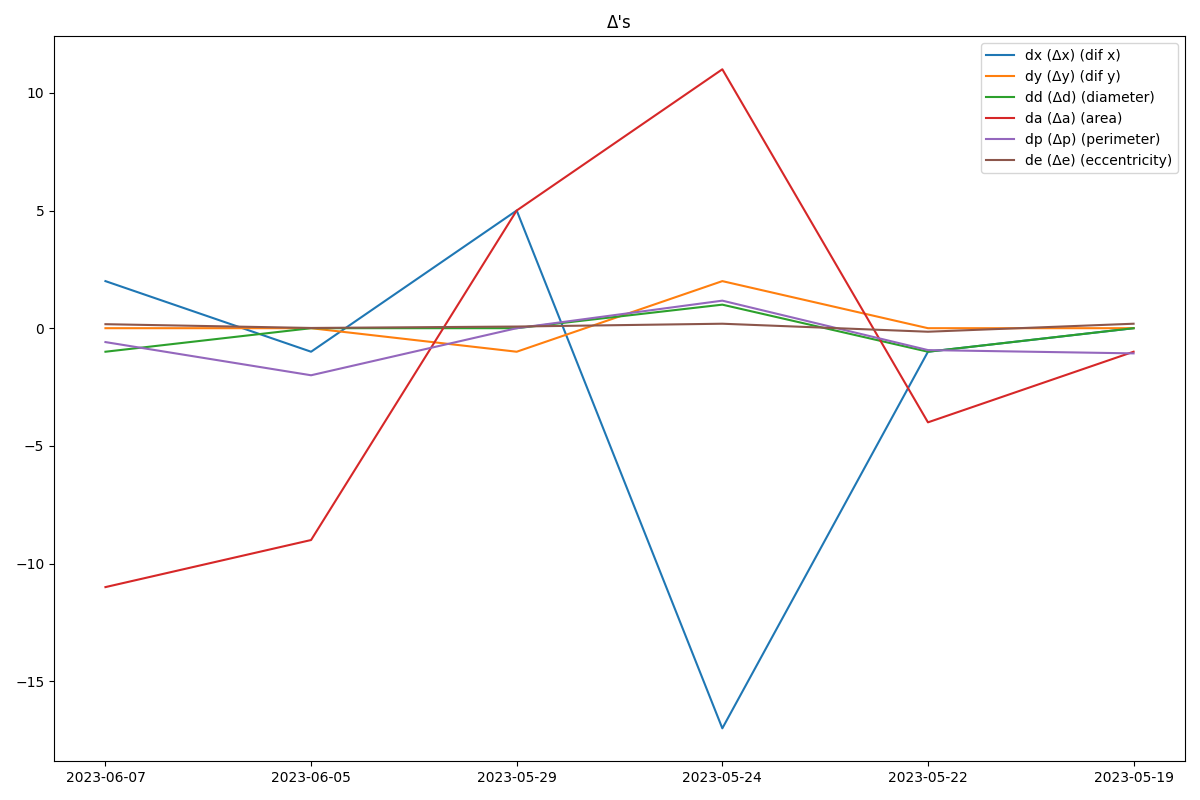 Δ's
dx (Δx) (dif x)
dy (Δy) (dif y)
dd (Δd) (diameter)
da (Δa) (area)
dp (Δp) (perimeter)
de (Δe) (eccentricity)
10
5
0
−5
−10
−15
2023-06-07 2023-06-05 2023-05-29 2023-05-24 2023-05-22 2023-05-19